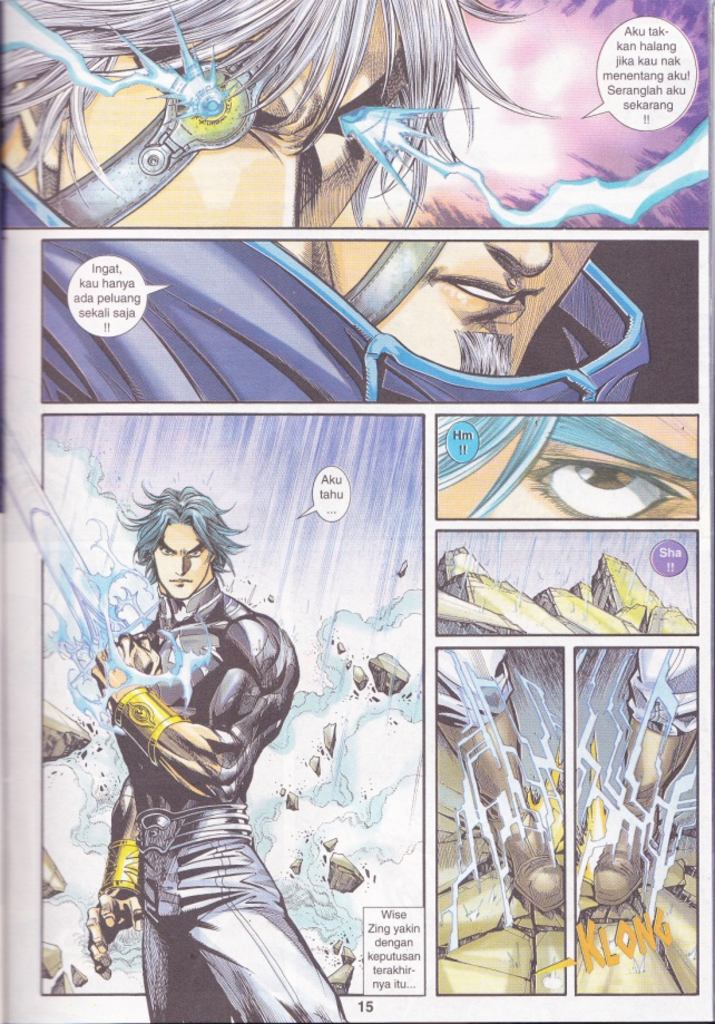 Aku tak-
kan halang
jika kau nak
menentang aku!
Seranglah aku
sekarang
!!
Ingat,
kau hanya
ada peluang
sekali saja
!!
Aku
tahu
...
Hm
!!
Sha
!!
KLONG
Wise
Zing yakin
dengan
keputusan
terakhir-
nya itu...
15